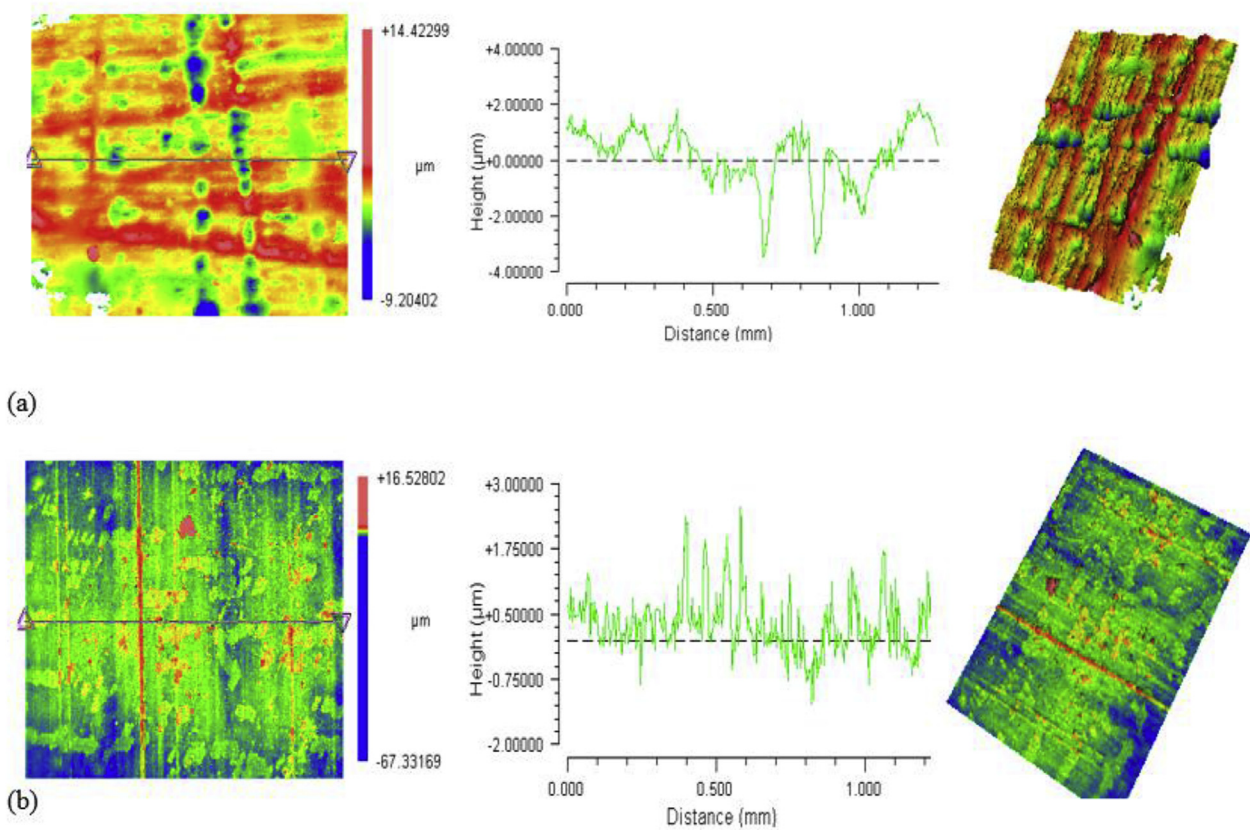 +14.42299
µm
-9.20402
+4.00000
+2.00000
+0.00000
-2.00000
-4.00000
Height (µm)
0.000 0.500 1.000
Distance (mm)
(a)
+16.52802
µm
-67.33169
+3.00000
+1.75000
+0.50000
-0.75000
-2.00000
Height (µm)
0.000 0.500 1.000
Distance (mm)
(b)